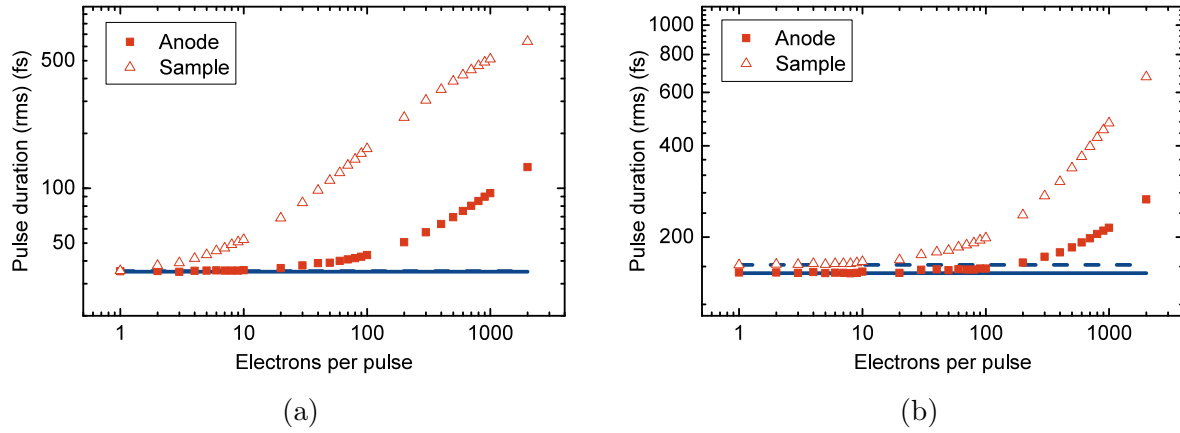 Anode
Sample
500
100
50
Pulse duration (rms) (fs)
1
10
100
1000
Electrons per pulse
(a)
Anode
Sample
1000
800
600
400
200
Pulse duration (rms) (fs)
1
10
100
1000
Electrons per pulse
(b)